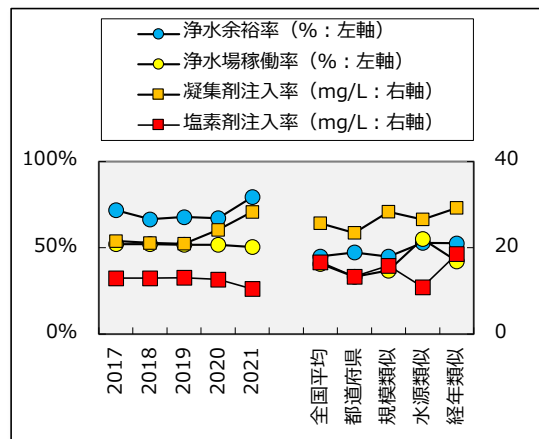 浄水余裕率（%：左軸）
浄水場稼働率（%：左軸）
凝集剤注入率（mg/L：右軸）
塩素剤注入率（mg/L：右軸）
100%
50%
0%
40
20
0
2017
2018
2019
2020
2021
全国平均
都道府県
規模類似
水源類似
経年類似